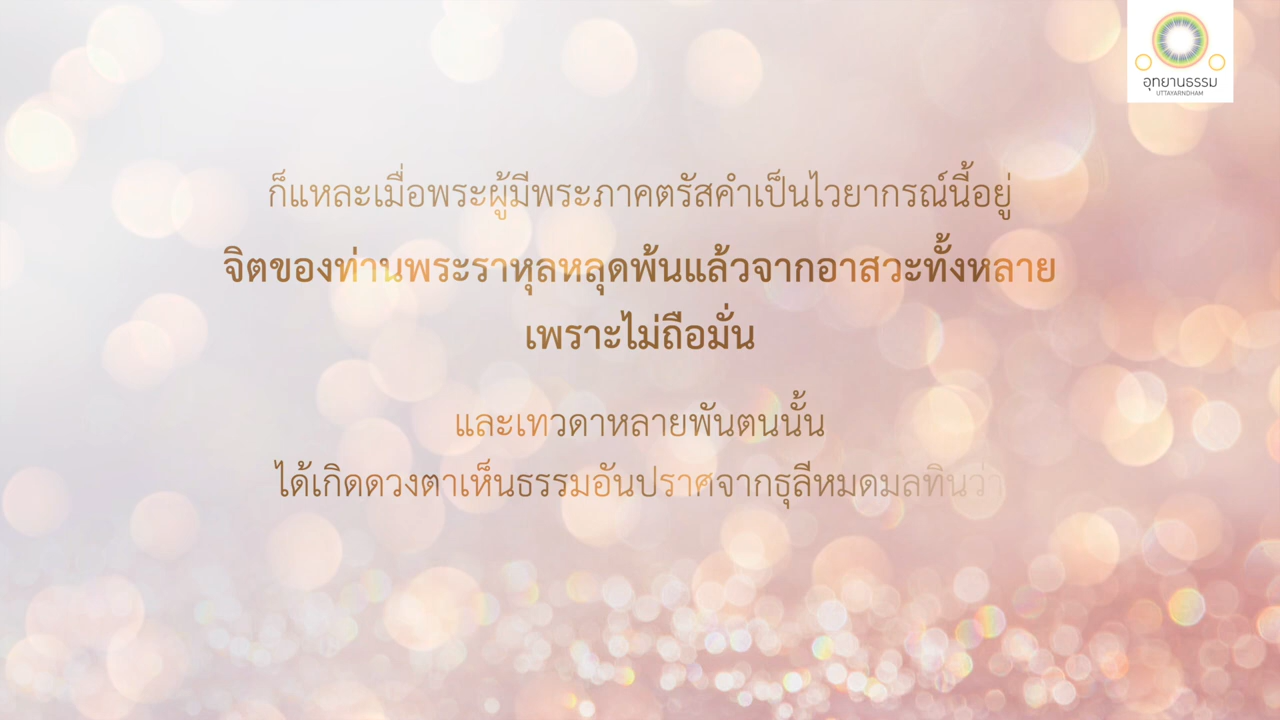 อุทยานธรรม
UTTAYARNDHAM
ก็แหละเมื่อพระผู้มีพระภาคตรัสคำเป็นไวยากรณ์นี้อยู่
จิตของท่านพระราหุลหลุดพ้นแล้วจากอาสวะทั้งหลาย
เพราะไม่ถือมั่น
และเทวดาหลายพันตนนั้น
ได้เกิดดวงตาเห็นธรรมอันปราศจากธุลีหมดมลทินว่า